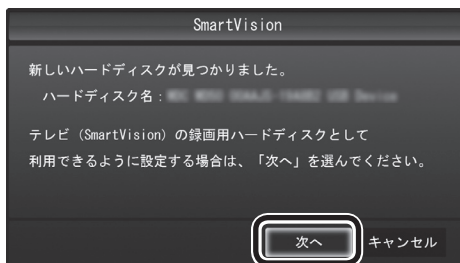 SmartVision
新しいハードディスクが見つかりました。
ハードディスク名：
テレビ（SmartVision）の録画用ハードディスクとして
利用できるように設定する場合は、「次へ」を選んでください。
次へ キャンセル